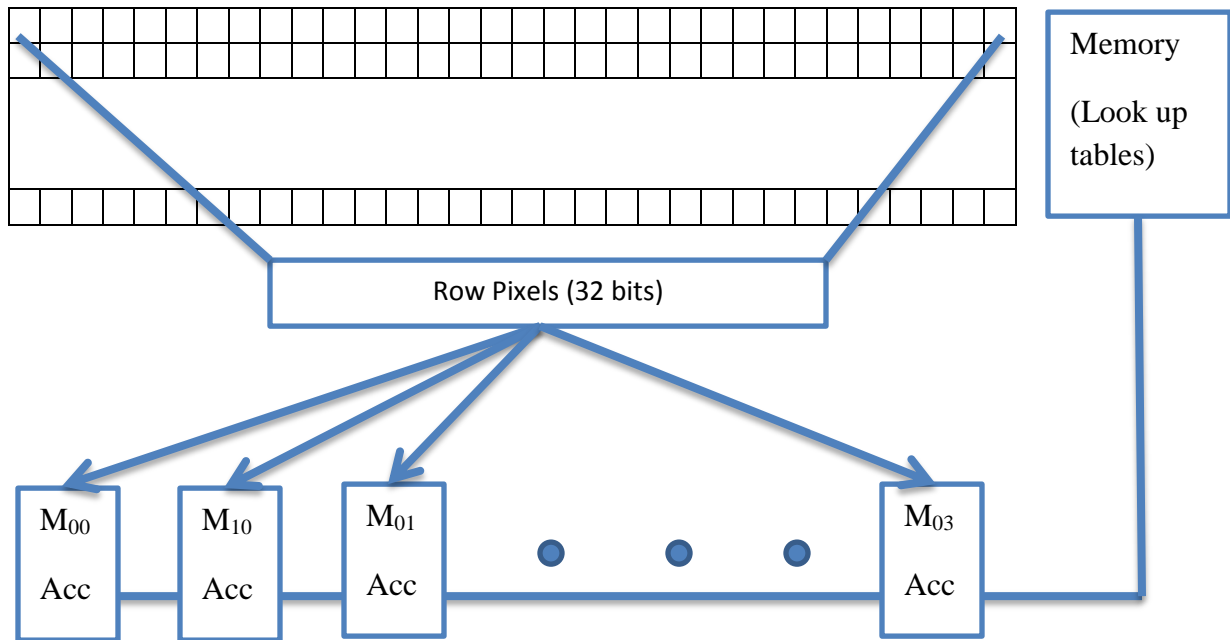 Memory
(Look up
tables)
Row Pixels (32 bits)
M₀₀
Acc
M₁₀
Acc
M₀₁
Acc
M₀₃
Acc